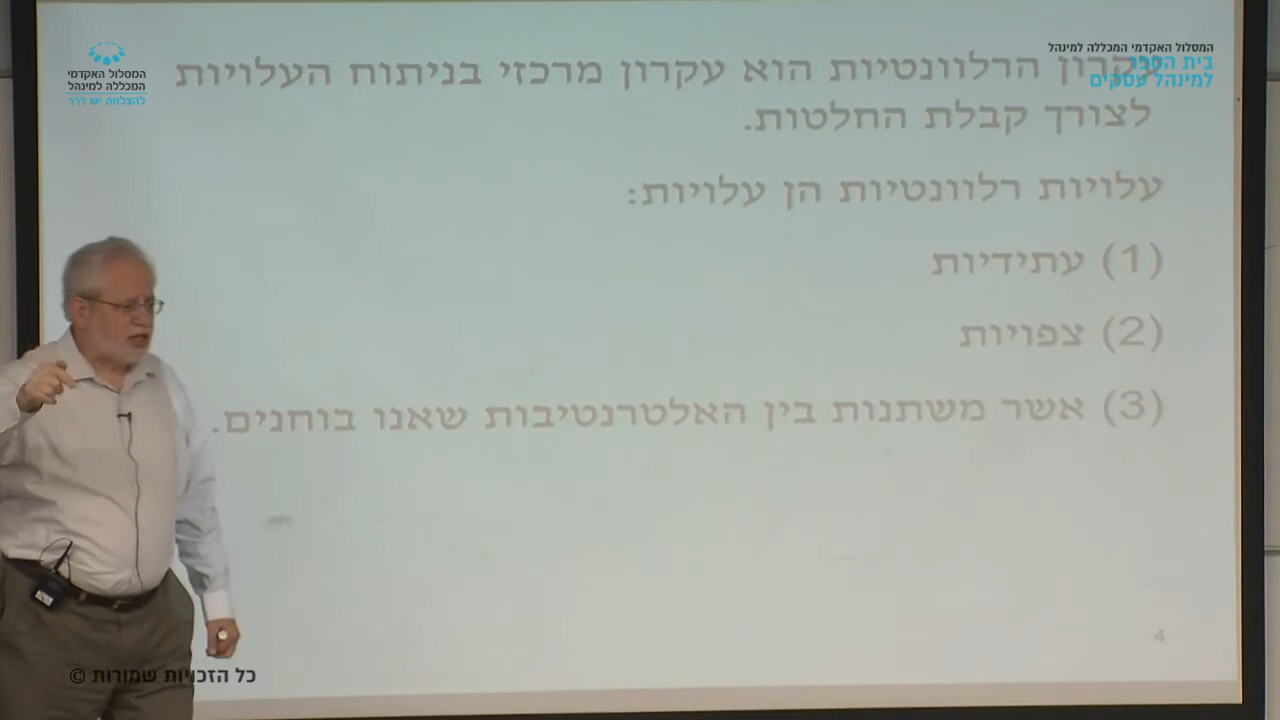 המסלול האקדמי המכללה למינהל
בית הספר
למינהל עסקים
המסלול האקדמי
המכללה למינהל
להצלחה יש דרך
עקרון הרלוונטיות הוא עקרון מרכזי בניתוח העלויות
לצורך קבלת החלטות.
עלויות רלוונטיות הן עלויות:
(1) עתידיות
(2) צפויות
(3) אשר משתנות בין האלטרנטיבות שאנו בוחנים.
4
כל הזכויות שמורות ©